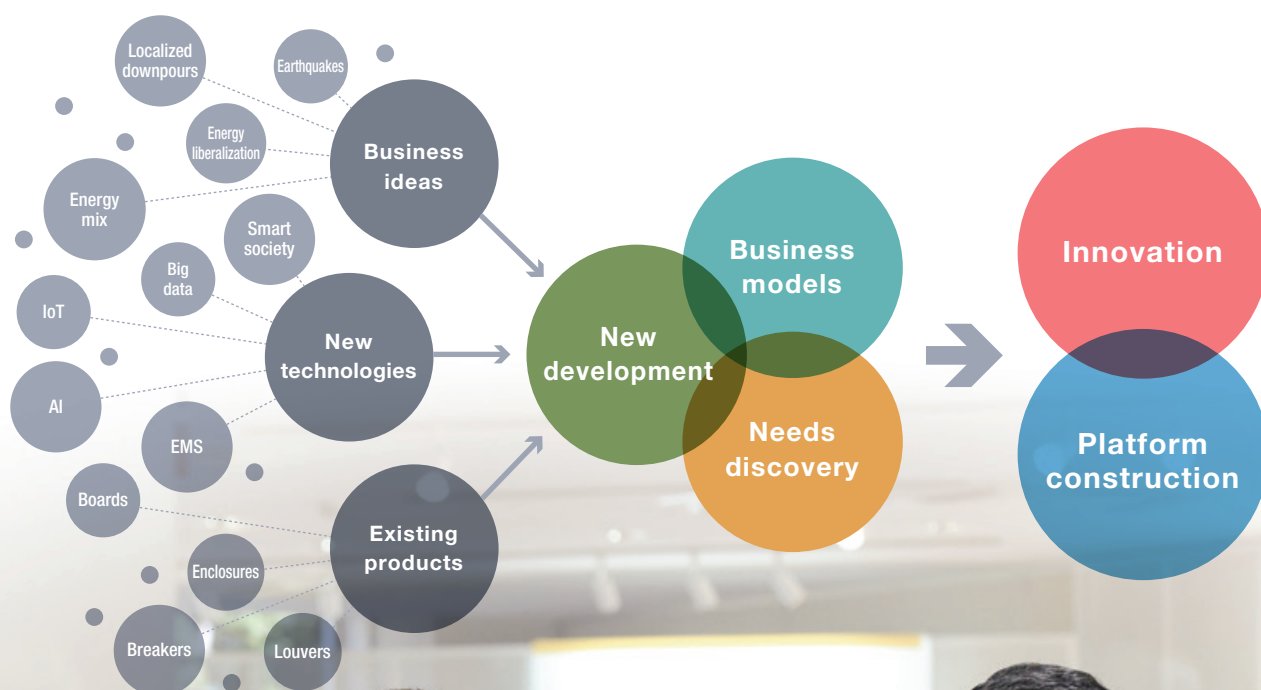 Localized
downpours
Earthquakes
Energy
liberalization
Energy
mix
Business
ideas
Smart
society
Big
data
IoT
AI
EMS
New
technologies
Boards
Enclosures
Breakers
Louvers
Existing
products
New
development
Business
models
Needs
discovery
Innovation
Platform
construction